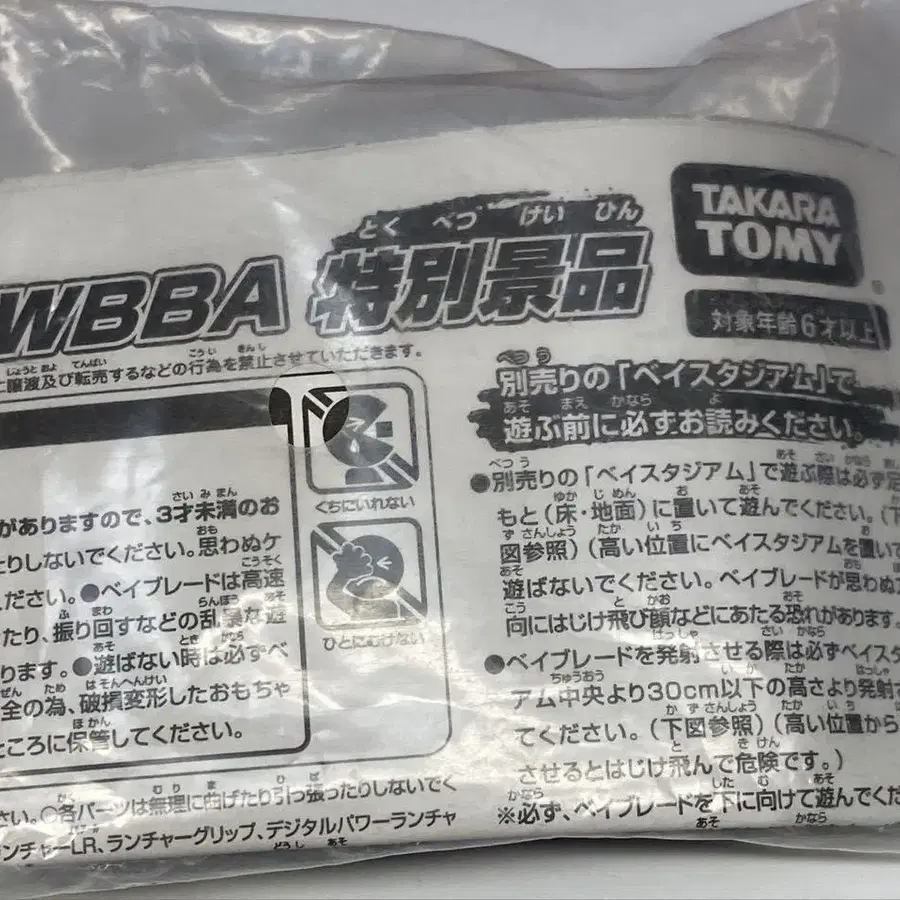 WBBA 特別景品
とくべつけいひん
TAKARA
TOMY
対象年齢6才以上
譲渡及び転売するなどの行為を禁止させていただきます。
がありますので、3才未満のお
たりしないでください。思わぬケ
ださい。●ベイブレードは高速
たり、振り回すなどの乱暴な遊
ります。●遊ばない時は必ずベ
全の為、破損変形したおもちゃ
ところに保管してください。
くちにいれない
ひとにむけない
さい。○各パーツは無理に曲げたり引っ張ったりしないでく
ンチャーLR、ランチャーグリップ、デジタルパワーランチャ
別売りの「ベイスタジアム」で
遊ぶ前に必ずお読みください。
●別売りの「ベイスタジアム」で遊ぶ際は必ず足
もと（床・地面）に置いて遊んでください。（下
図参照）（高い位置にベイスタジアムを置いて
遊ばないでください。ベイブレードが思わぬ方
向にはじけ飛び顔などにあたる恐れがあります。
●ベイブレードを発射させる際は必ずベイスタ
アム中央より30cm以下の高さより発射さ
てください。（下図参照）（高い位置から
させるとはじけ飛んで危険です。）
※必ず、ベイブレードを下に向けて遊んでくだ